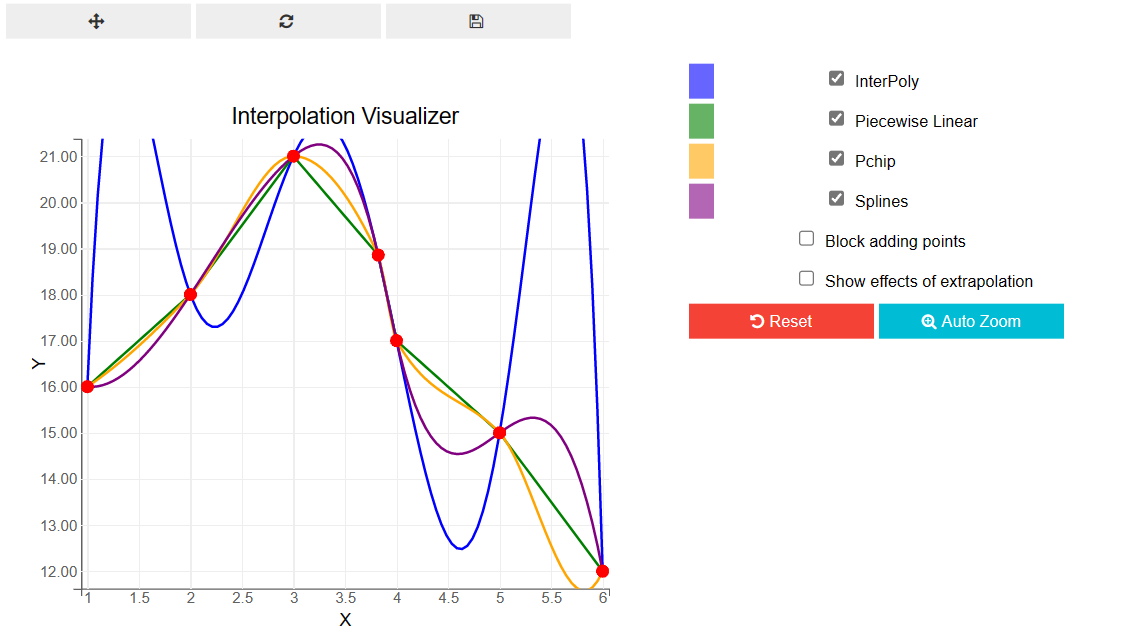 Interpolation Visualizer
InterPoly
Piecewise Linear
Pchip
Splines
Block adding points
Show effects of extrapolation
Reset
Auto Zoom
21.00
20.00
19.00
18.00
17.00
16.00
15.00
14.00
13.00
12.00
Y
1 1.5 2 2.5 3 3.5 4 4.5 5 5.5 6
X